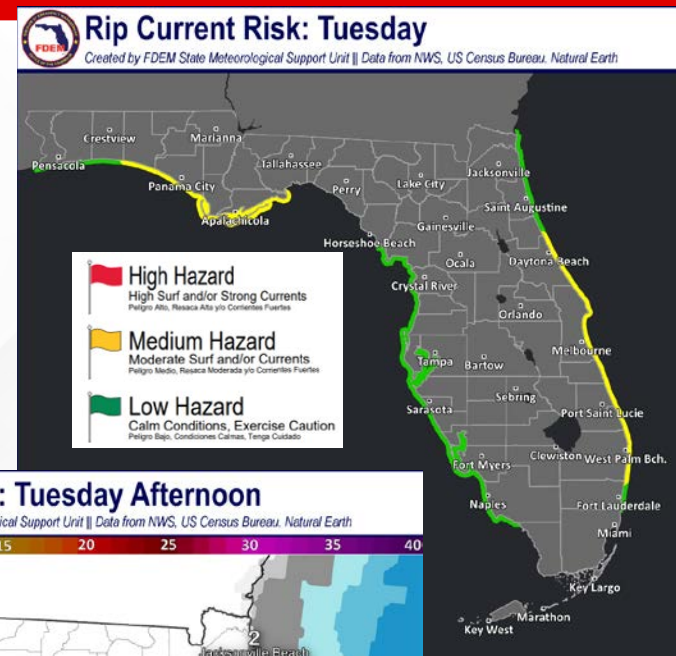 FDEM
Rip Current Risk: Tuesday
Created by FDEM State Meteorological Support Unit || Data from NWS, US Census Bureau, Natural Earth
Crestview
Marianna
Pensacola
Tallahassee
Jacksonville
Panama City
Perry
Lake City
Apalachicola
Saint Augustine
Gainesville
Horseshoe Beach
Ocala
Daytona Beach
Crystal River
Orlando
Melbourne
Tampa
Bartow
Sebring
Sarasota
Port Saint Lucie
Clewiston
West Palm Bch.
Fort Myers
Naples
Fort Lauderdale
Miami
Key Largo
Marathon
Key West
High Hazard
High Surf and/or Strong Currents
Peligro Alto, Resaca Alta y/o Corrientes Fuertes
Medium Hazard
Moderate Surf and/or Currents
Peligro Medio, Resaca Moderada y/o Corrientes Fuertes
Low Hazard
Calm Conditions, Exercise Caution
Peligro Bajo, Condiciones Calmas, Tenga Cuidado
: Tuesday Afternoon
ical Support Unit || Data from NWS, US Census Bureau, Natural Earth
15 20 25 30 35 40
2
Jacksonville Beach